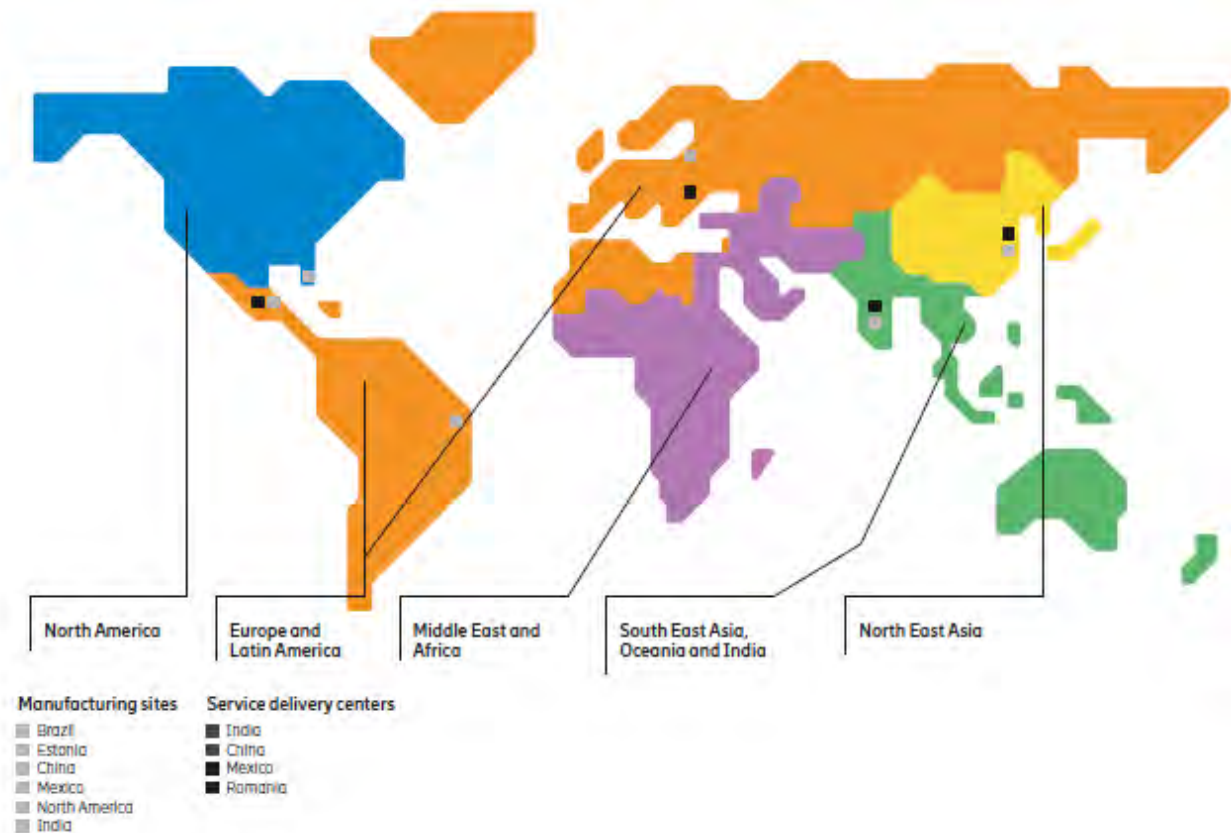 North America
Europe and
Latin America
Middle East and
Africa
South East Asia,
Oceania and India
North East Asia
Manufacturing sites
Brazil
Estonia
China
Mexico
North America
India
Service delivery centers
India
China
Mexico
Romania